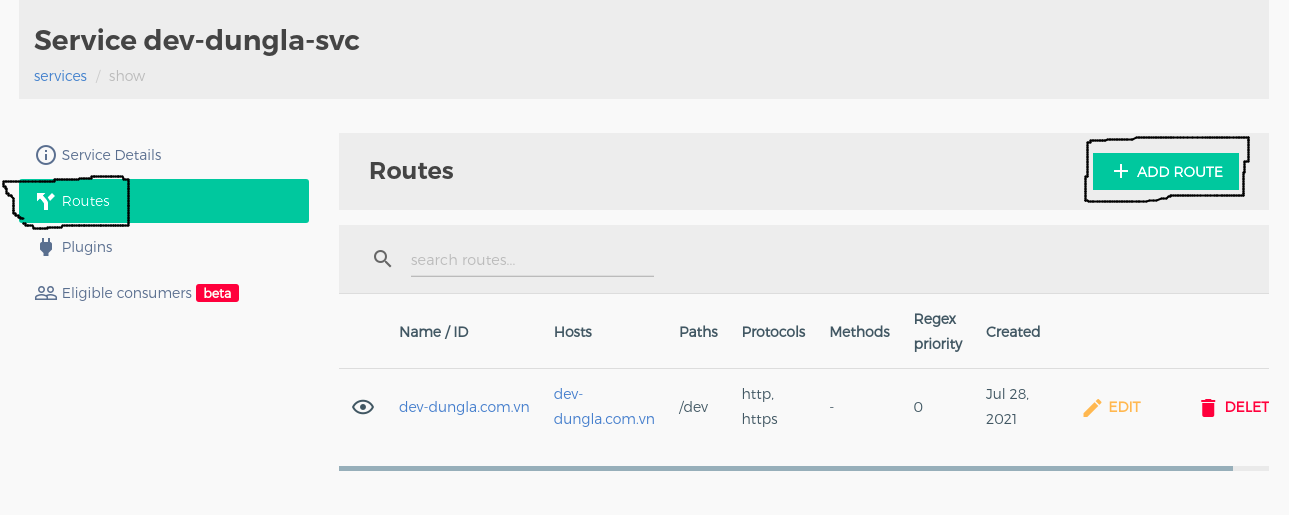 Service dev-dungla-svc
services / show
Service Details
Routes
Plugins
Eligible consumers beta
Routes
ADD ROUTE
search routes...
Name / ID Hosts Paths Protocols Methods Regex priority Created
dev-dungla.com.vn dev-dungla.com.vn /dev http, https - 0 Jul 28, 2021 EDIT DELET